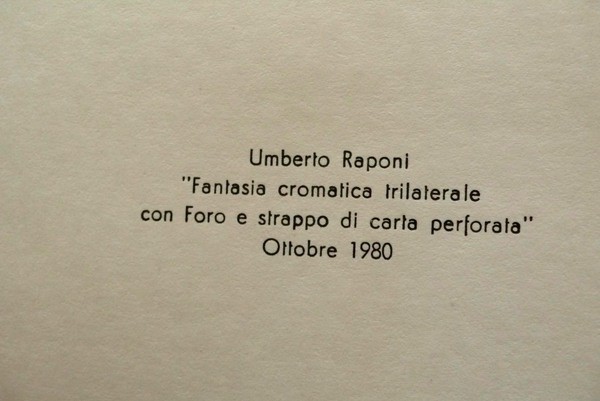 Umberto Raponi
"Fantasia cromatica trilaterale
con Foro e strappo di carta perforata"
Ottobre 1980